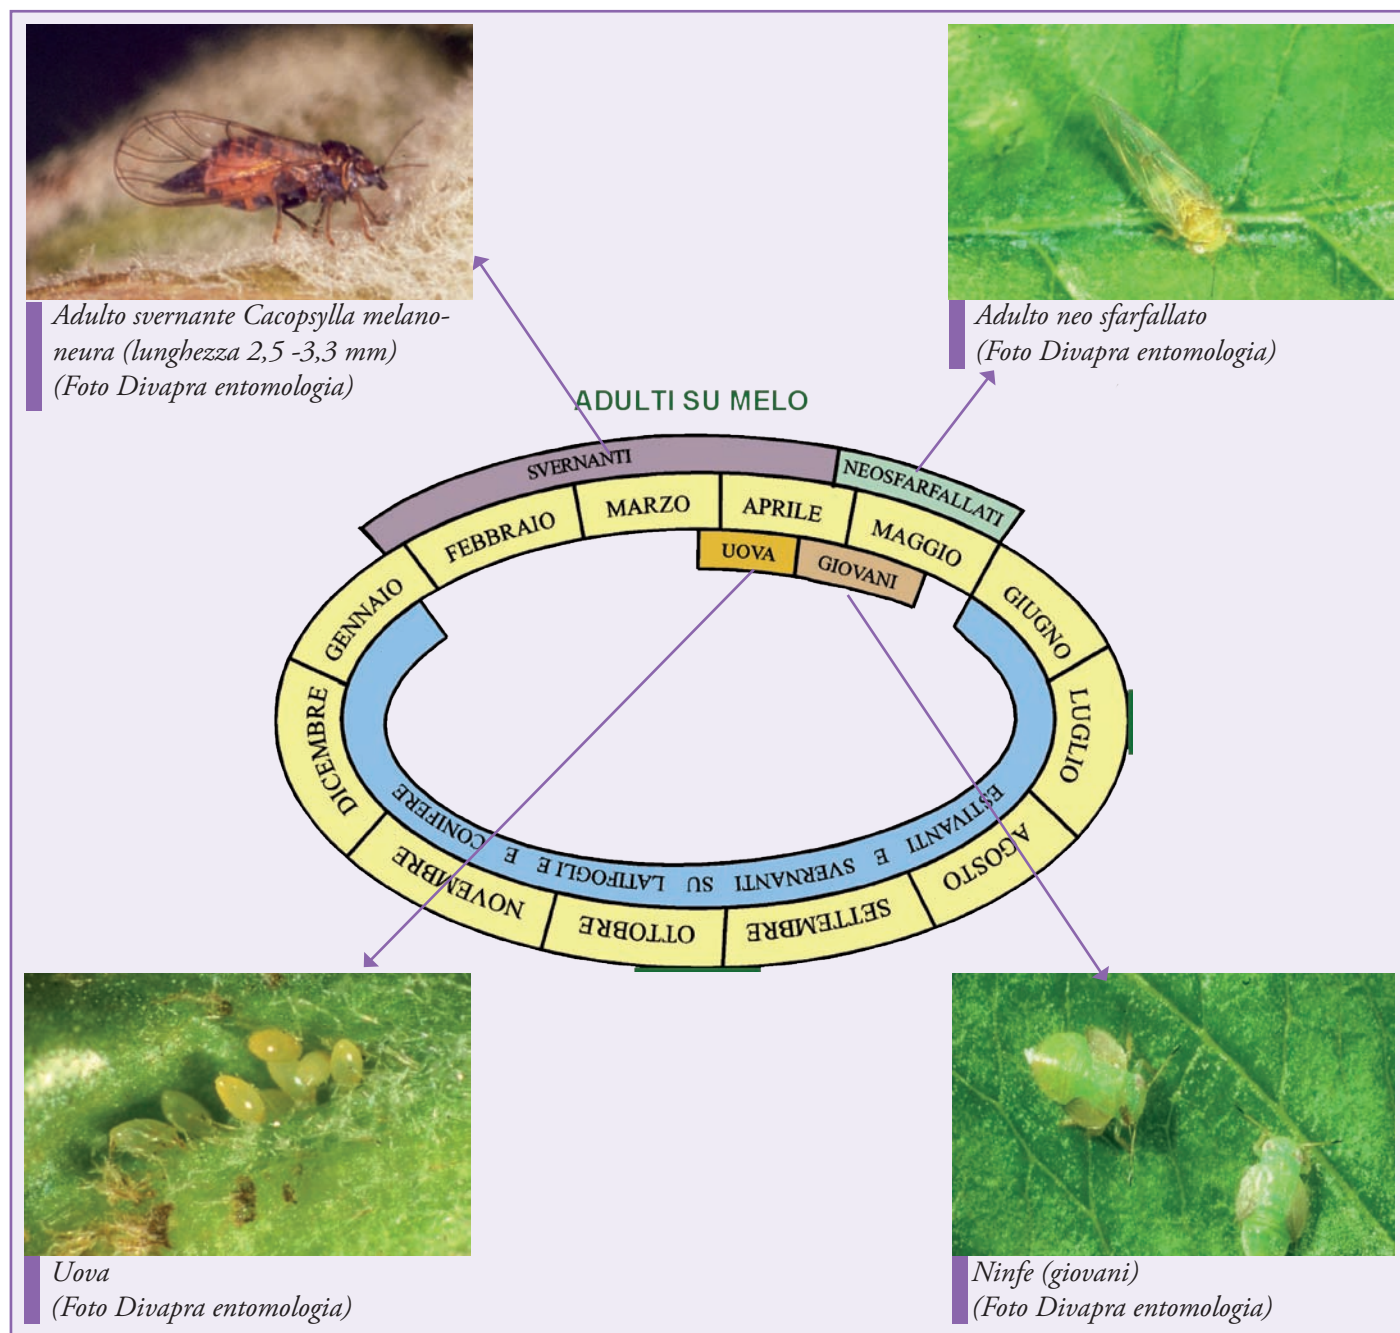 Adulto svernante Cacopsylla melano-
neura (lunghezza 2,5 -3,3 mm)
(Foto Divapra entomologia)
Adulto neo sfarfallato
(Foto Divapra entomologia)
ADULTI SU MELO
SVERNANTI
NEOSFARFALLATI
GENNAIO
FEBBRAIO
MARZO
APRILE
MAGGIO
GIUGNO
LUGLIO
AGOSTO
SETTEMBRE
OTTOBRE
NOVEMBRE
DICEMBRE
UOVA
GIOVANI
ESTIVANTI E SVERNANTI SU LATIFOGLI E E CONIFERE
Uova
(Foto Divapra entomologia)
Ninfe (giovani)
(Foto Divapra entomologia)